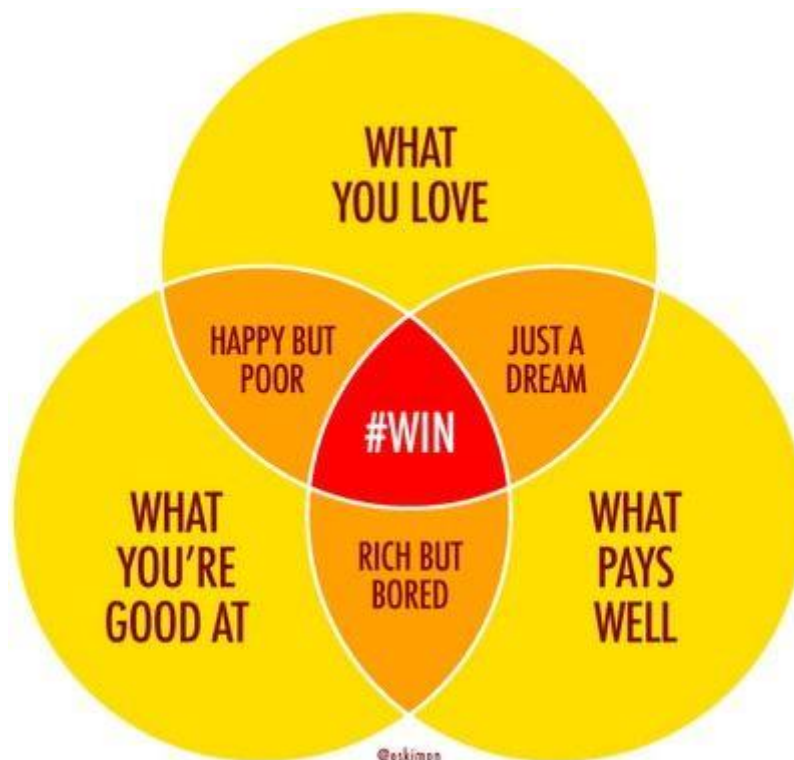 WHAT
YOU LOVE
HAPPY BUT
POOR
JUST A
DREAM
#WIN
WHAT
YOU'RE
GOOD AT
RICH BUT
BORED
WHAT
PAYS
WELL
@eskimon